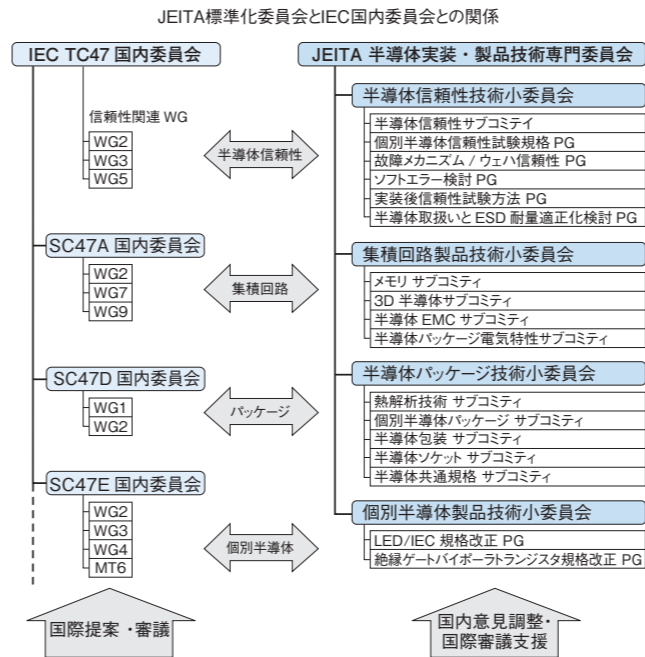 JEITA標準化委員会とIEC国内委員会との関係
IEC TC47 国内委員会
信頼性関連 WG
WG2
WG3
WG5
SC47A 国内委員会
WG2
WG7
WG9
SC47D 国内委員会
WG1
WG2
SC47E 国内委員会
WG2
WG3
WG4
MT6
国際提案・審議
半導体信頼性
集積回路
パッケージ
個別半導体
JEITA 半導体実装・製品技術専門委員会
半導体信頼性技術小委員会
半導体信頼性サブコミテイ
個別半導体信頼性試験規格 PG
故障メカニズム / ウェハ信頼性 PG
ソフトエラー検討 PG
実装後信頼性試験方法 PG
半導体取扱いと ESD 耐量適正化検討 PG
集積回路製品技術小委員会
メモリ サブコミティ
3D 半導体サブコミティ
半導体 EMC サブコミティ
半導体パッケージ電気特性サブコミティ
半導体パッケージ技術小委員会
熱解析技術 サブコミティ
個別半導体パッケージ サブコミティ
半導体包装 サブコミティ
半導体ソケット サブコミティ
半導体共通規格 サブコミティ
個別半導体製品技術小委員会
LED/IEC 規格改正 PG
絶縁ゲートバイポーラトランジスタ規格改正 PG
国内意見調整・
国際審議支援